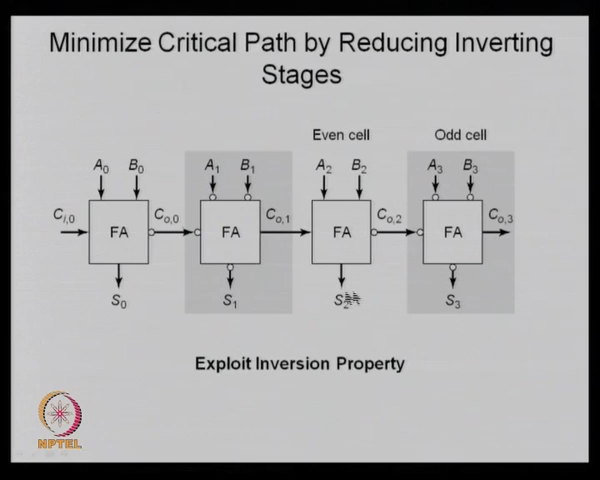 Minimize Critical Path by Reducing Inverting
Stages
Even cell
Odd cell
A0 B0 A1 B1 A2 B2 A3 B3
Ci,0 FA Co,0 FA Co,1 FA Co,2 FA Co,3
S0 S1 S2 S3
Exploit Inversion Property
NPTEL